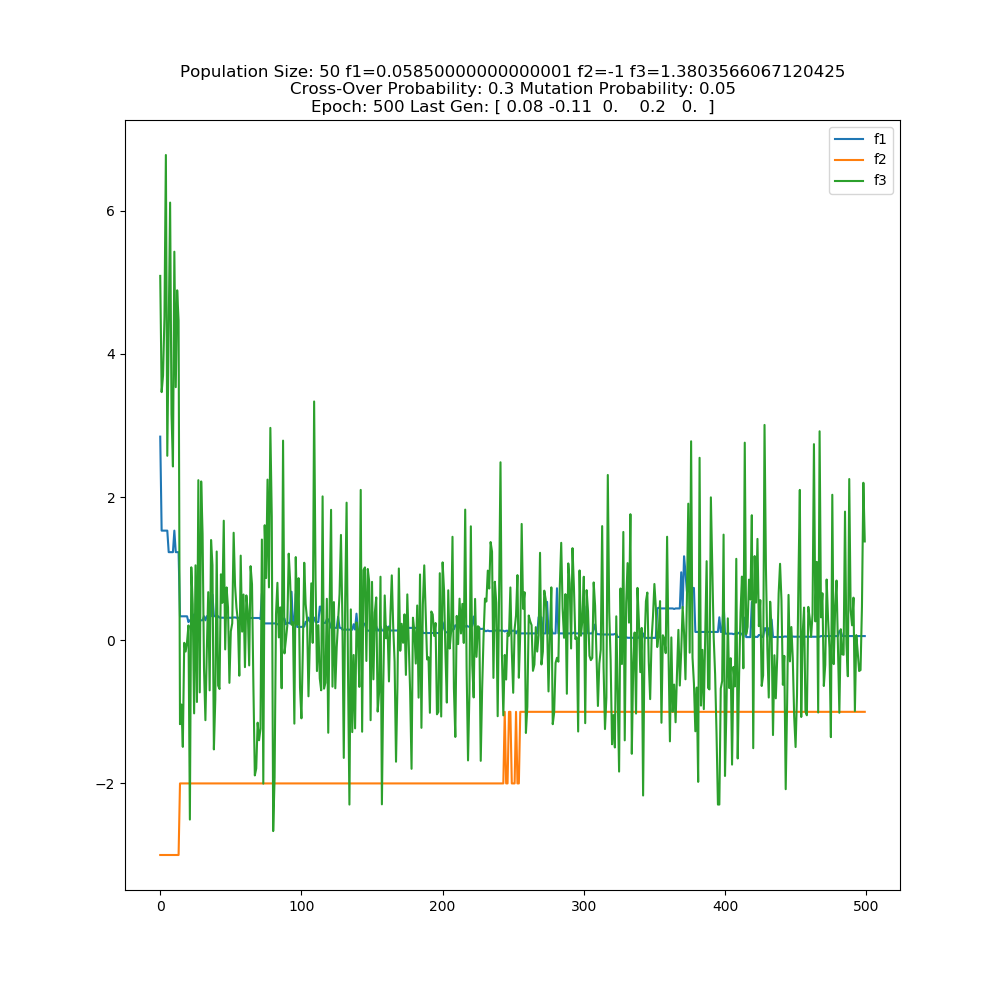 Population Size: 50 f1=0.05850000000000001 f2=-1 f3=1.3803566067120425
Cross-Over Probability: 0.3 Mutation Probability: 0.05
Epoch: 500 Last Gen: [ 0.08 -0.11  0.    0.2   0.  ]
f1
f2
f3
6
4
2
0
−2
0 100 200 300 400 500